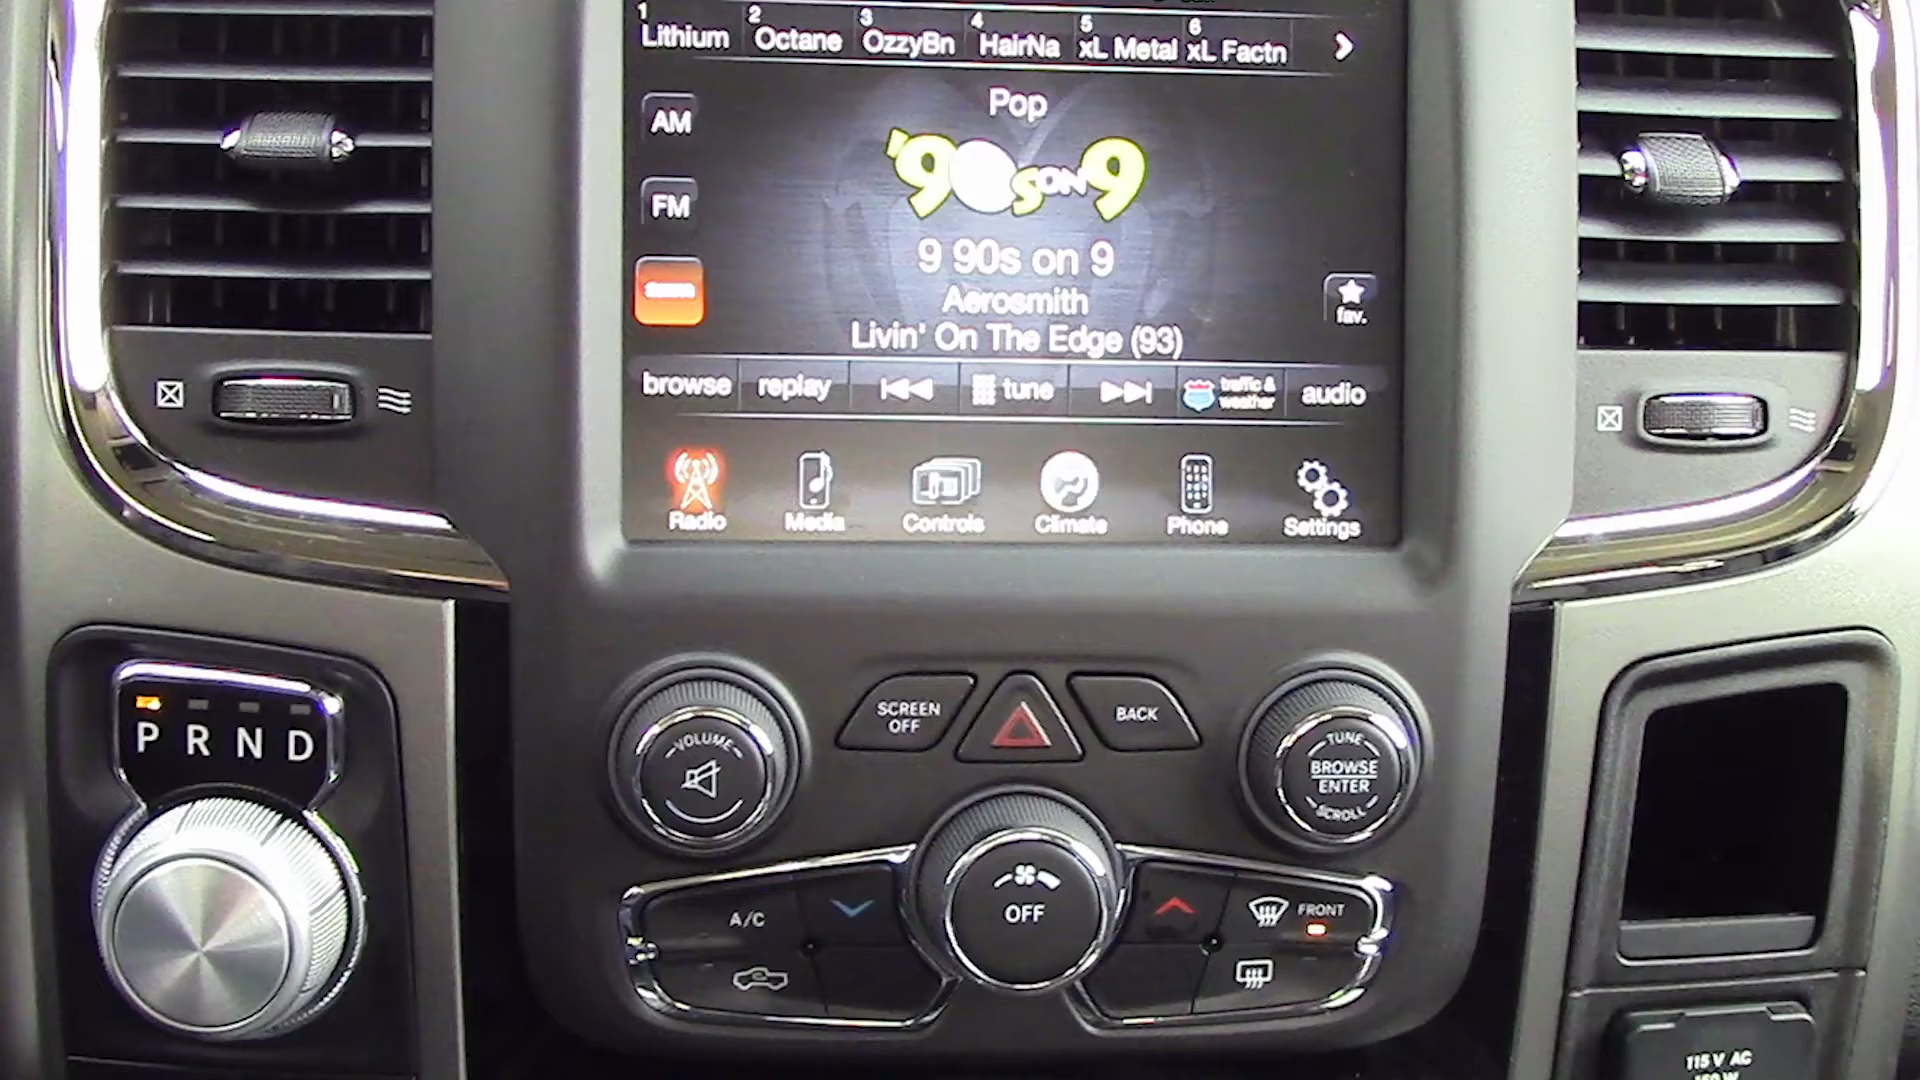 1 2 3 4 5 6
Lithium Octane OzzyBn HairNa xL Metal xL Factn
Pop
AM
'90s ON 9
FM
9 90s on 9
Aerosmith
fav.
Livin' On The Edge (93)
browse replay tune traffic & weather audio
Radio Media Controls Climate Phone Settings
P R N D
VOLUME
SCREEN
OFF
BACK
TUNE
BROWSE
ENTER
SCROLL
OFF
A/C
FRONT
115 V AC
150 W